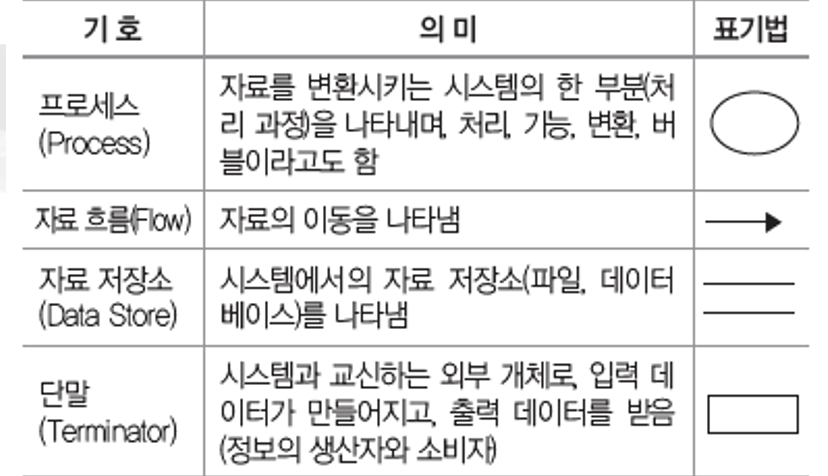 기 호 의 미 표기법
프로세스
(Process)
자료를 변환시키는 시스템의 한 부분(처
리 과정)을 나타내며, 처리, 기능, 변환, 버
블이라고도 함
자료 흐름(Flow) 자료의 이동을 나타냄
자료 저장소
(Data Store)
시스템에서의 자료 저장소(파일, 데이터
베이스)를 나타냄
단말
(Terminator)
시스템과 교신하는 외부 개체로, 입력 데
이터가 만들어지고, 출력 데이터를 받음
(정보의 생산자와 소비자)